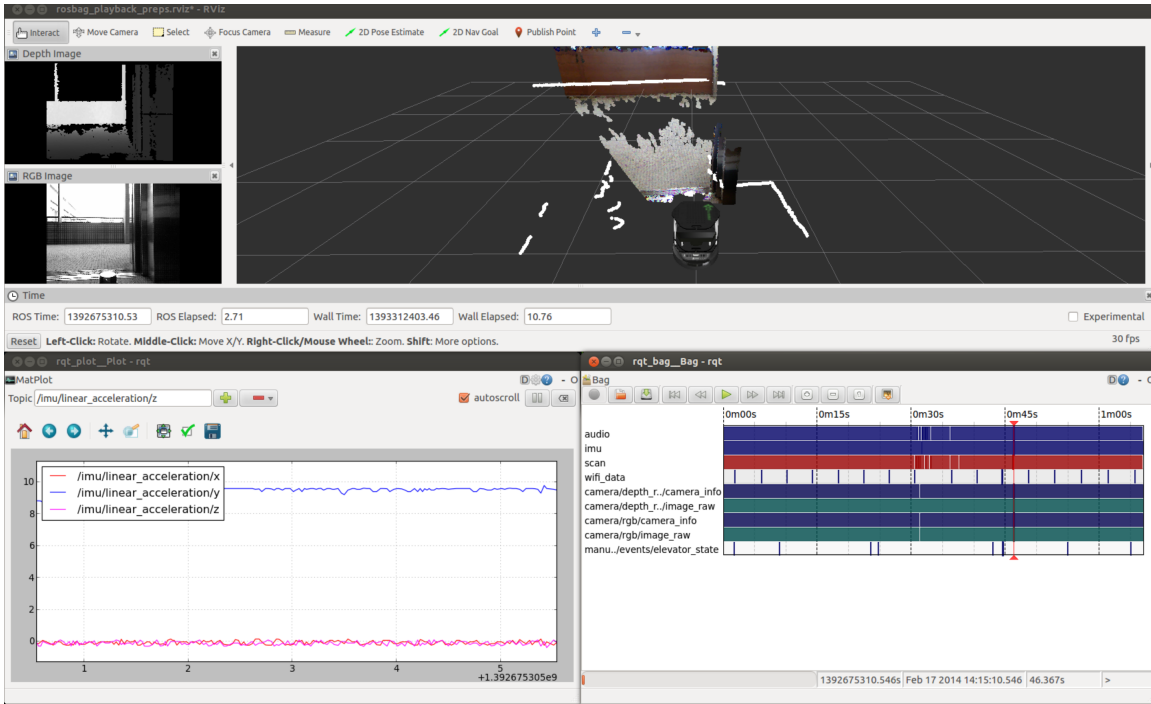 rosbag_playback_preps.rviz* - RViz
Interact Move Camera Select Focus Camera Measure 2D Pose Estimate 2D Nav Goal Publish Point
Depth Image
RGB Image
Time
ROS Time: 1392675310.53 ROS Elapsed: 2.71 Wall Time: 1393312403.46 Wall Elapsed: 10.76 Experimental
Reset Left-Click: Rotate. Middle-Click: Move X/Y. Right-Click/Mouse Wheel:: Zoom. Shift: More options. 30 fps
rqt_plot__Plot - rqt
MatPlot D - O
Topic /imu/linear_acceleration/z autoscroll
/imu/linear_acceleration/x
/imu/linear_acceleration/y
/imu/linear_acceleration/z
10
8
6
4
2
0
1 2 3 4 5
+1.392675305e9
rqt_bag__Bag - rqt
Bag D
0m00s 0m15s 0m30s 0m45s 1m00s
audio
imu
scan
wifi_data
camera/depth_r../camera_info
camera/depth_r../image_raw
camera/rgb/camera_info
camera/rgb/image_raw
manu../events/elevator_state
1392675310.546s Feb 17 2014 14:15:10.546 46.367s >